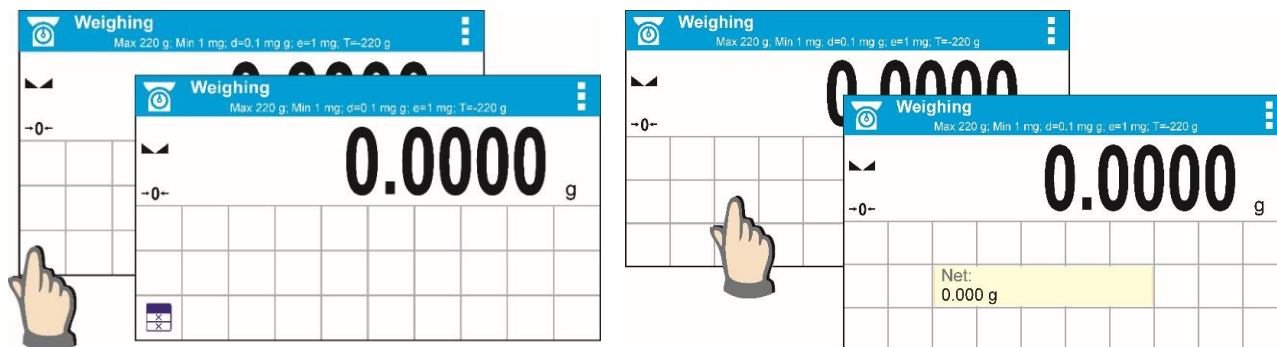 Weighing
Max 220 g; Min 1 mg; d=0.1 mg g; e=1 mg; T=-220 g
→0←
Weighing
Max 220 g; Min 1 mg; d=0 1 mg g; e=1 mg; T=-220 g
0.0000 g
→0←
Weighing
Max 220 g; Min 1 mg; d=0.1 mg g; e=1 mg; T=-220 g
0.0000
→0←
Weighing
Max 220 g; Min 1 mg; d=0.1 mg g; e=1 mg; T=-220 g
0.0000 g
→0←
Net:
0.000 g